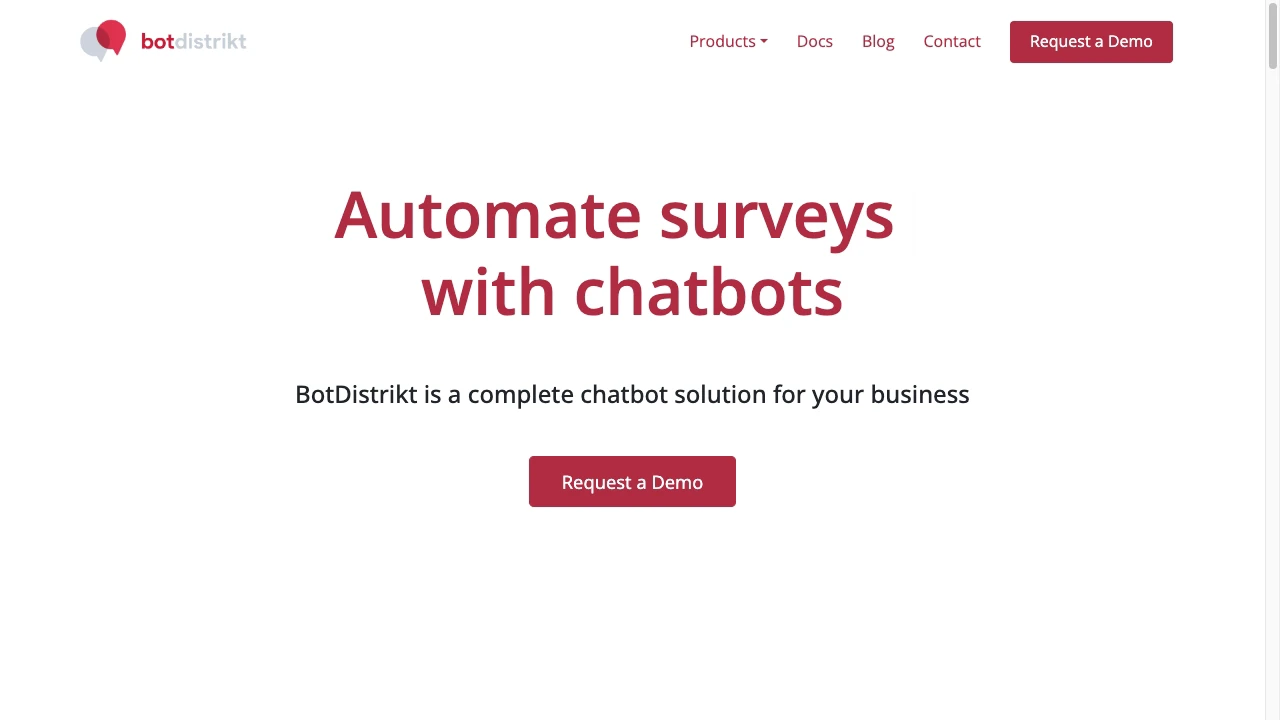 botdistrikt
Products
Docs
Blog
Contact
Request a Demo
Automate surveys
with chatbots
BotDistrikt is a complete chatbot solution for your business
Request a Demo